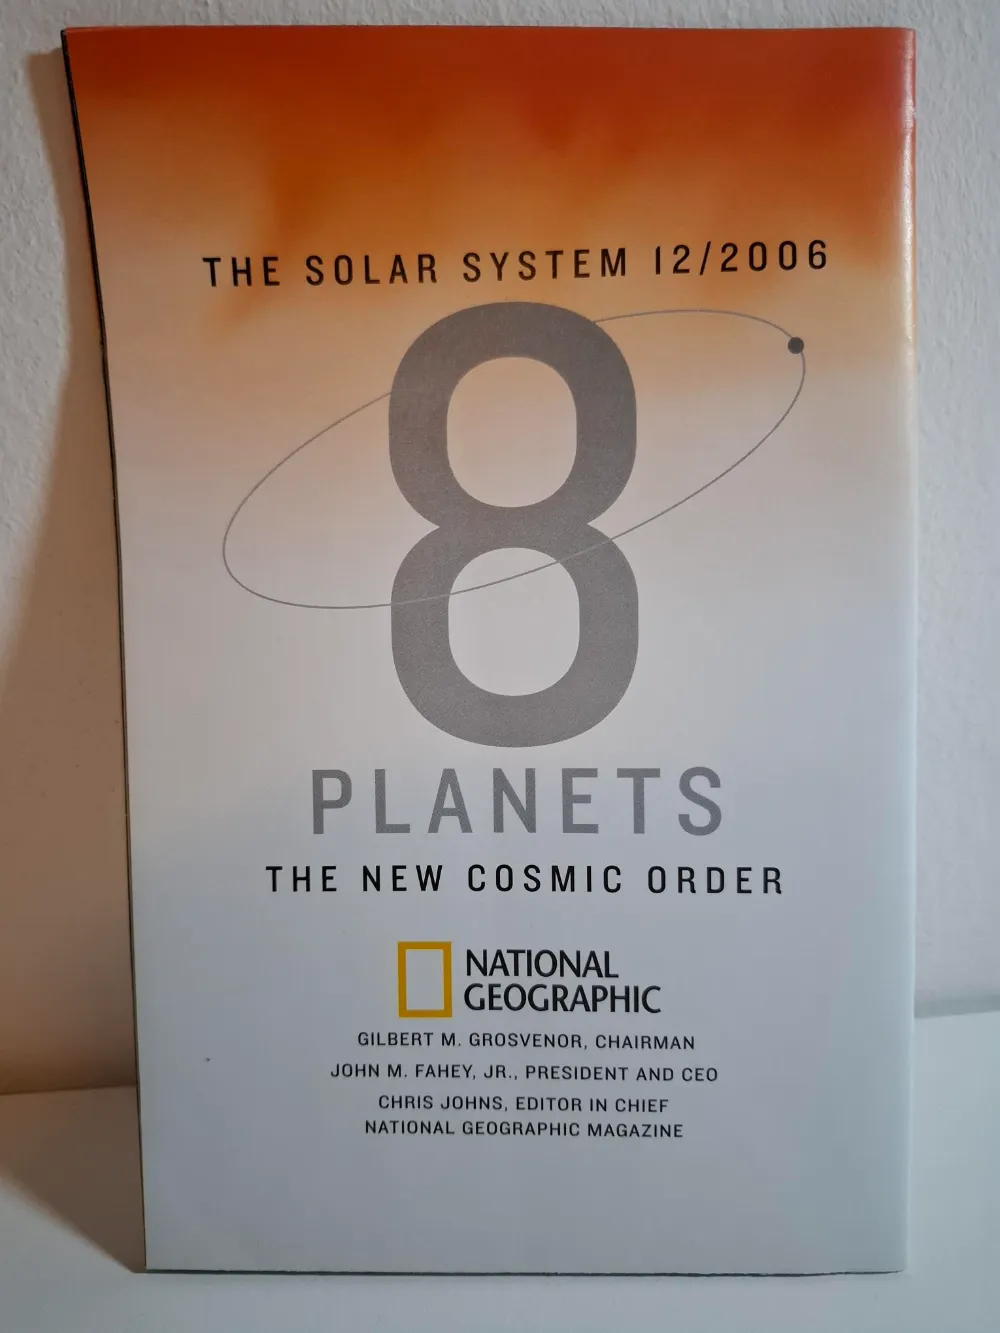 THE SOLAR SYSTEM 12/2006
8
PLANETS
THE NEW COSMIC ORDER
NATIONAL
GEOGRAPHIC
GILBERT M. GROSVENOR, CHAIRMAN
JOHN M. FAHEY, JR., PRESIDENT AND CEO
CHRIS JOHNS, EDITOR IN CHIEF
NATIONAL GEOGRAPHIC MAGAZINE